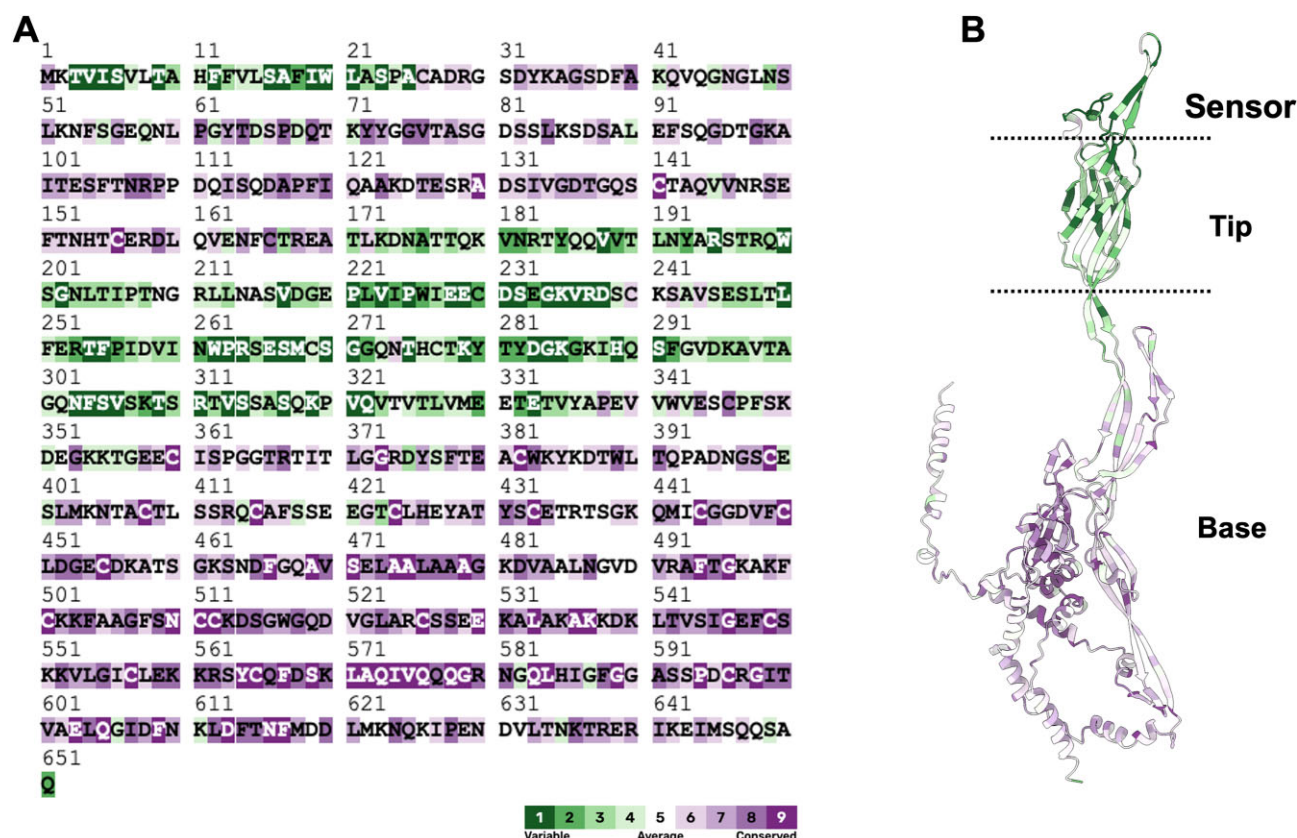 A
B
1 11 21 31 41
MKTVISVLTA HFFVLSAFIW LASPACADRG SDYKAGSDFA KQVQGNGLNS
51 61 71 81 91
LKNFSGEQNL PGYTDSPDQT KYYGGVTASG DSSLKSDSAL EFSQGDTGKA
101 111 121 131 141
ITESFTNRPP DQISQDAPFI QAAKDTESRA DSIVGDTGQS CTAQVVNRSE
151 161 171 181 191
FTNHTCERDL QVENFCTREA TLKDNATTQK VNRTYQQVVT LNYARSTRQW
201 211 221 231 241
SGNLTIPTNG RLLNASVDGE PLVIPWIEEC DSEGKVRDSC KSAVSESLTL
251 261 271 281 291
FERTFPIDVI NWPRSESMCS GGQNTHCTKY TYDGKGKIHQ SFGVDKAVTA
301 311 321 331 341
GQNFSVSKTS RTVSSASQKP VQVTVTLVME ETETVYAPEV VWVESCPFSK
351 361 371 381 391
DEGKKTGEEC ISPGGTRTIT LGGRDYSFTE ACWKYKDTWL TQPADNGSCE
401 411 421 431 441
SLMKNTACTL SSRQCAFSSE EGTCLHEYAT YSCETRTSGK QMICGGDVFC
451 461 471 481 491
LDGECDKATS GKSNDFGQAV SELAALAAAG KDVAALNGVD VRAFTGKAKF
501 511 521 531 541
CKKFAAGFSN CCKDSGWGQD VGLARCSSEE KALAKAKKDK LTVSIGEFCS
551 561 571 581 591
KKVLGICLEK KRSYCQFDSK LAQIVQQQGR NGQLHIGFGG ASSPDCRGIT
601 611 621 631 641
VAELQGIDFN KLDFTNFMDD LMKNQKIPEN DVLTNKTRER IKEIMSQQSA
651
Q
1 2 3 4 5 6 7 8 9
Variable Average Conserved
Sensor
Tip
Base